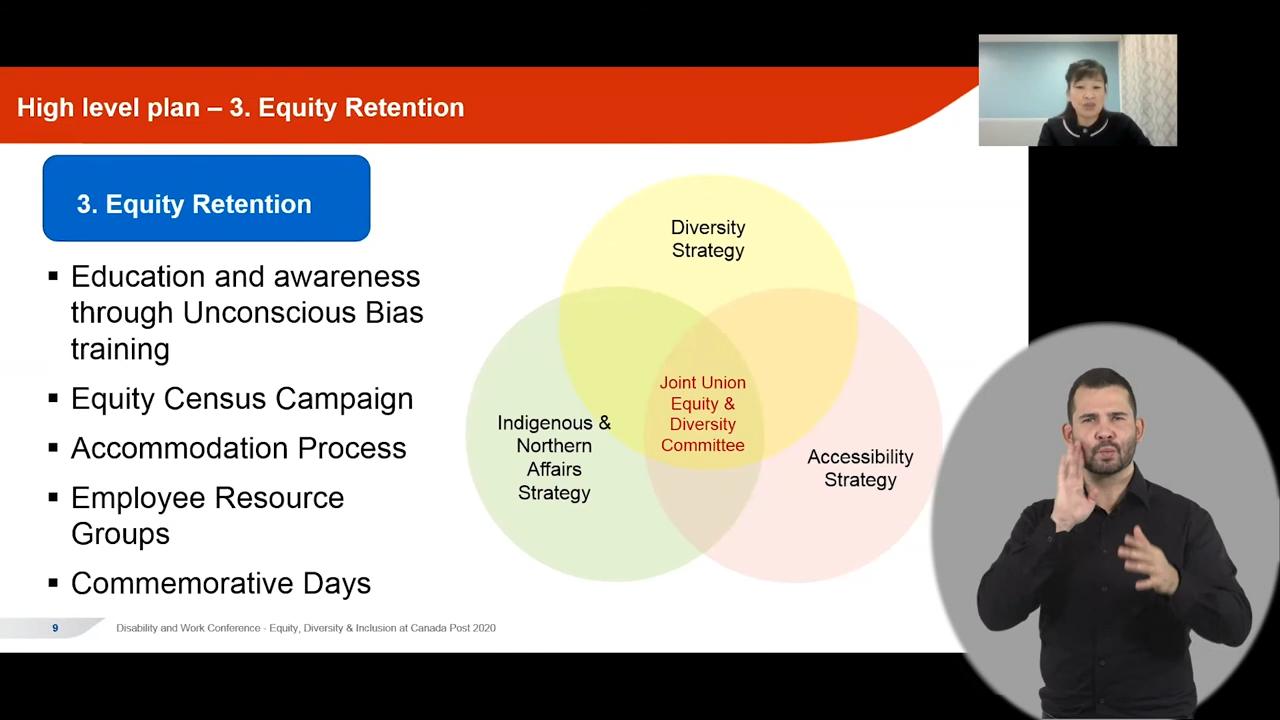 High level plan – 3. Equity Retention
3. Equity Retention
▪ Education and awareness
through Unconscious Bias
training
▪ Equity Census Campaign
▪ Accommodation Process
▪ Employee Resource
Groups
▪ Commemorative Days
Diversity
Strategy
Joint Union
Equity &
Diversity
Committee
Indigenous &
Northern
Affairs
Strategy
Accessibility
Strategy
9
Disability and Work Conference - Equity, Diversity & Inclusion at Canada Post 2020